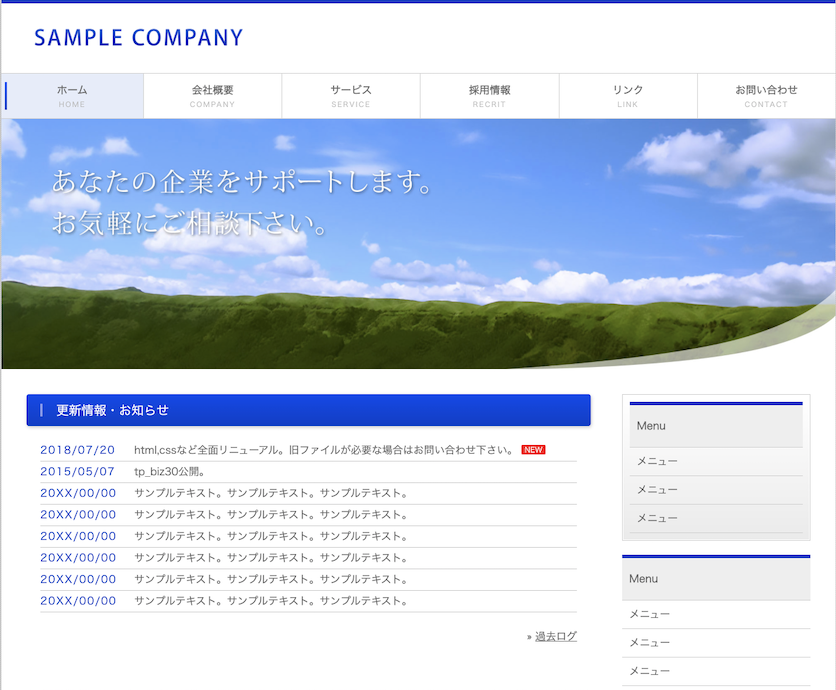 SAMPLE COMPANY
ホーム
HOME
会社概要
COMPANY
サービス
SERVICE
採用情報
RECRIT
リンク
LINK
お問い合わせ
CONTACT
あなたの企業をサポートします。
お気軽にご相談下さい。
更新情報・お知らせ
2018/07/20 html,cssなど全面リニューアル。旧ファイルが必要な場合はお問い合わせ下さい。 NEW
2015/05/07 tp_biz30公開。
20XX/00/00 サンプルテキスト。サンプルテキスト。サンプルテキスト。
20XX/00/00 サンプルテキスト。サンプルテキスト。サンプルテキスト。
20XX/00/00 サンプルテキスト。サンプルテキスト。サンプルテキスト。
20XX/00/00 サンプルテキスト。サンプルテキスト。サンプルテキスト。
20XX/00/00 サンプルテキスト。サンプルテキスト。サンプルテキスト。
20XX/00/00 サンプルテキスト。サンプルテキスト。サンプルテキスト。
» 過去ログ
Menu
メニュー
メニュー
メニュー
Menu
メニュー
メニュー
メニュー